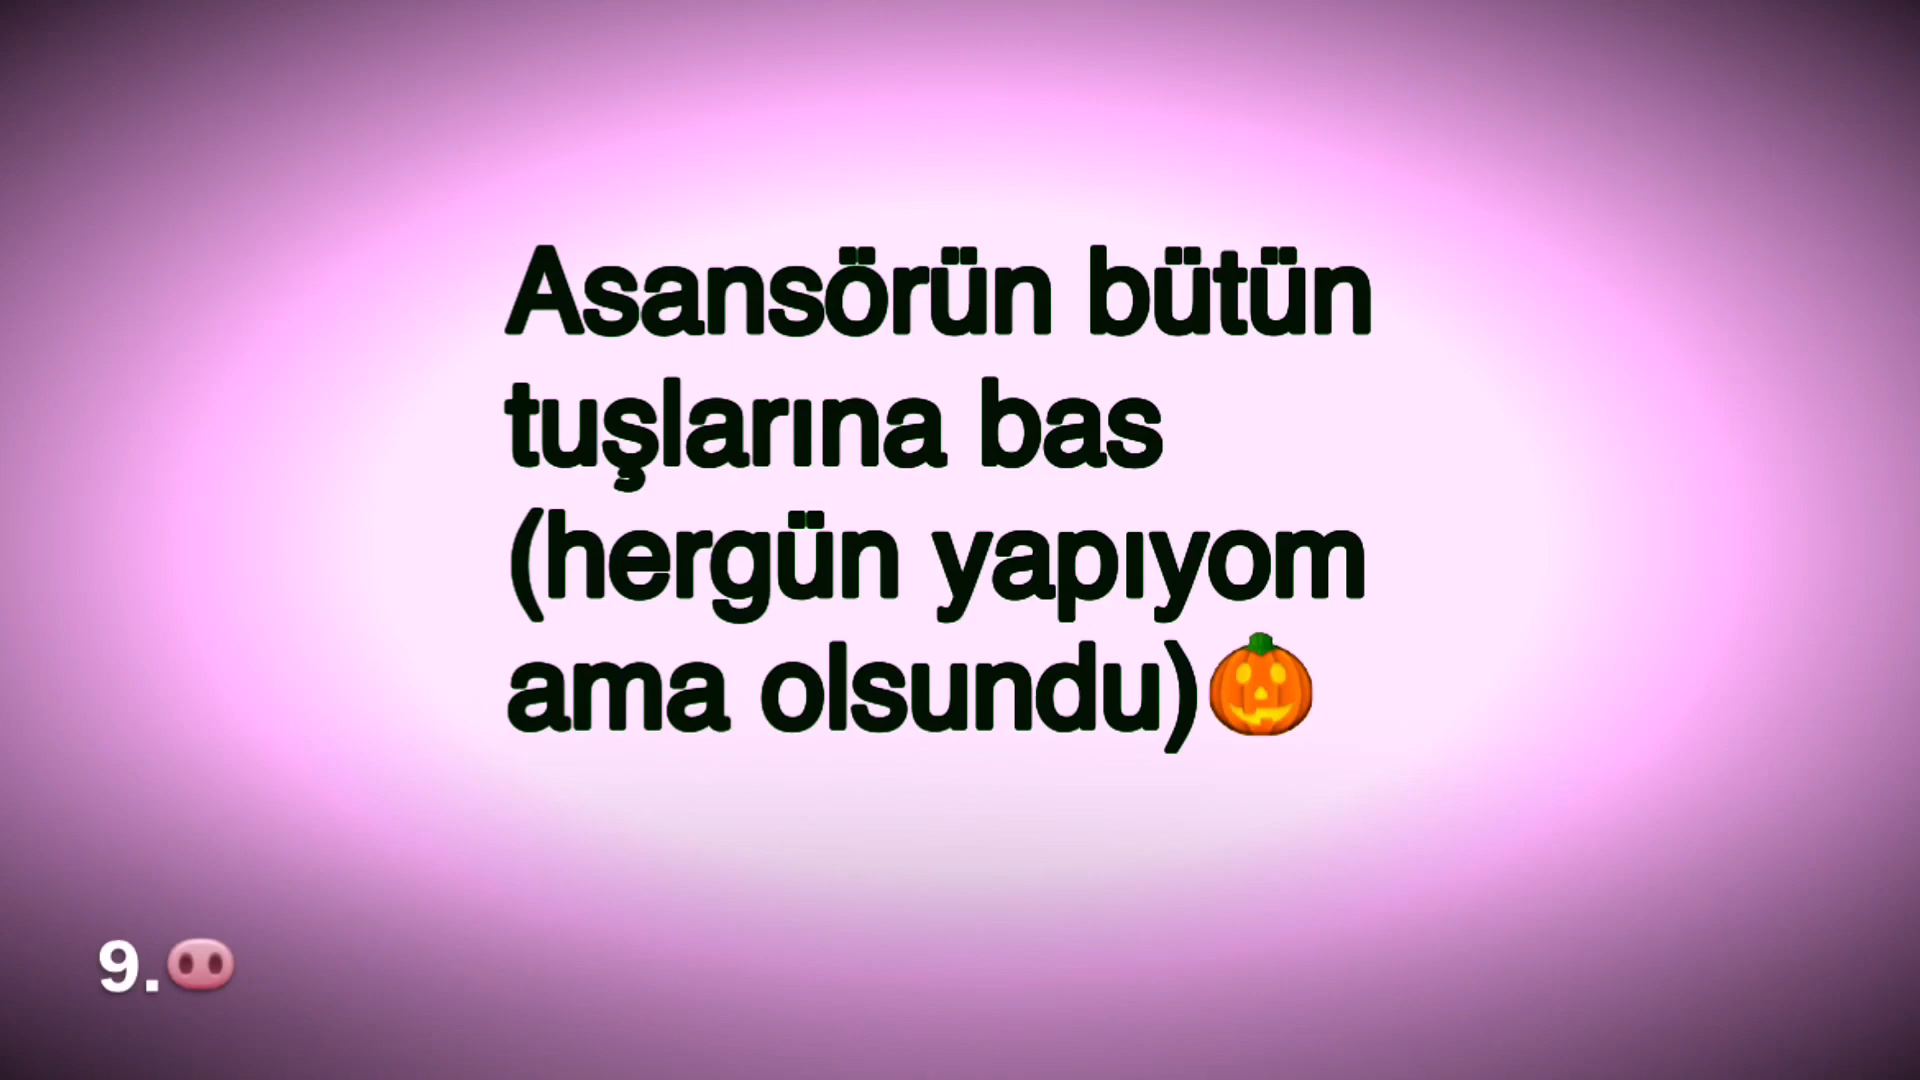 Asansörün bütün
tuşlarına bas
(hergün yapıyom
ama olsundu)🎃
9.🐽